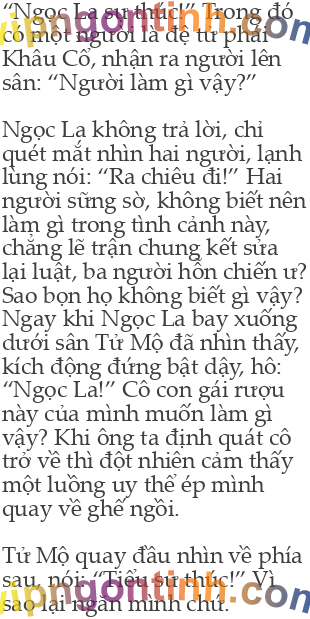 “Ngọc La sư thúc!” Trong đó
có một người là đệ tử phái
Khâu Cổ, nhận ra người lên
sân: “Người làm gì vậy?”

Ngọc La không trả lời, chỉ
quét mắt nhìn hai người, lạnh
lùng nói: “Ra chiêu đi!” Hai
người sững sờ, không biết nên
làm gì trong tình cảnh này,
chẳng lẽ trận chung kết sửa
lại luật, ba người hỗn chiến ư?
Sao bọn họ không biết gì vậy?
Ngay khi Ngọc La bay xuống
dưới sân Tử Mộ đã nhìn thấy,
kích động đứng bật dậy, hô:
“Ngọc La!” Cô con gái rượu
này của mình muốn làm gì
vậy? Khi ông ta định quát cô
trở về thì đột nhiên cảm thấy
một luồng uy thế ép mình
quay về ghế ngồi.

Tử Mộ quay đầu nhìn về phía
sau, nói: “Tiểu sư thúc!” Vì
sao lại ngăn mình chứ.
vipngontinh.com
vipngontinh.com